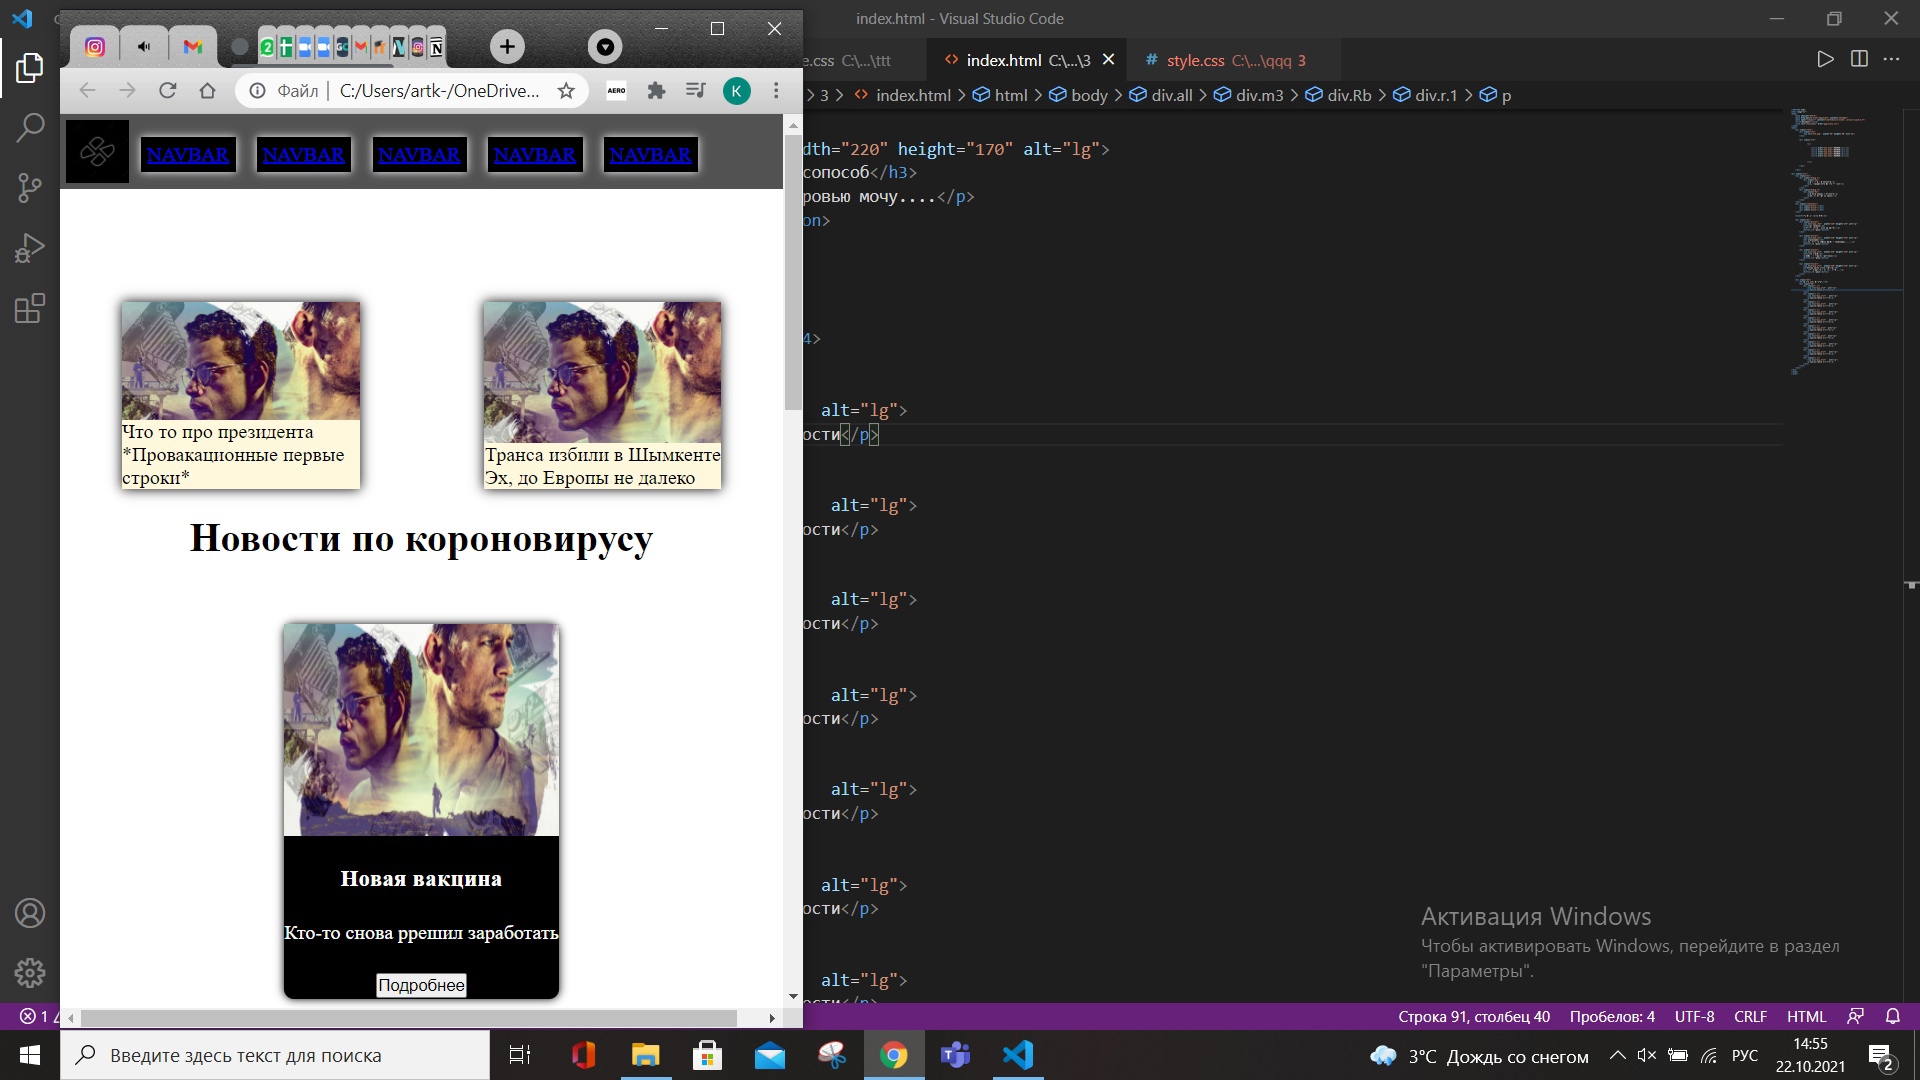 index.html - Visual Studio Code
e.css C:\...\ttt
index.html C:\...\3
# style.css C:\...\qqq 3
3 > index.html > html > body > div.all > div.m3 > div.Rb > div.r.1 > p
Файл | C:/Users/artk-/OneDrive...
AERO
K
NAVBAR NAVBAR NAVBAR NAVBAR NAVBAR
Что то про президента
*Провакационные первые
строки*
Транса избили в Шымкенте
Эх, до Европы не далеко
Новости по короновирусу
Новая вакцина
Кто-то снова ррешил заработать
Подробнее
dth="220" height="170" alt="lg">
сопособ</h3>
ровью мочу....</p>
on>
4>
alt="lg">
ости</p>
alt="lg">
ости</p>
alt="lg">
ости</p>
alt="lg">
ости</p>
alt="lg">
ости</p>
alt="lg">
ости</p>
alt="lg">
ости</p>
Активация Windows
Чтобы активировать Windows, перейдите в раздел
"Параметры".
1
Строка 91, столбец 40 Пробелов: 4 UTF-8 CRLF HTML
Введите здесь текст для поиска
3°C Дождь со снегом
РУС
14:55
22.10.2021
2